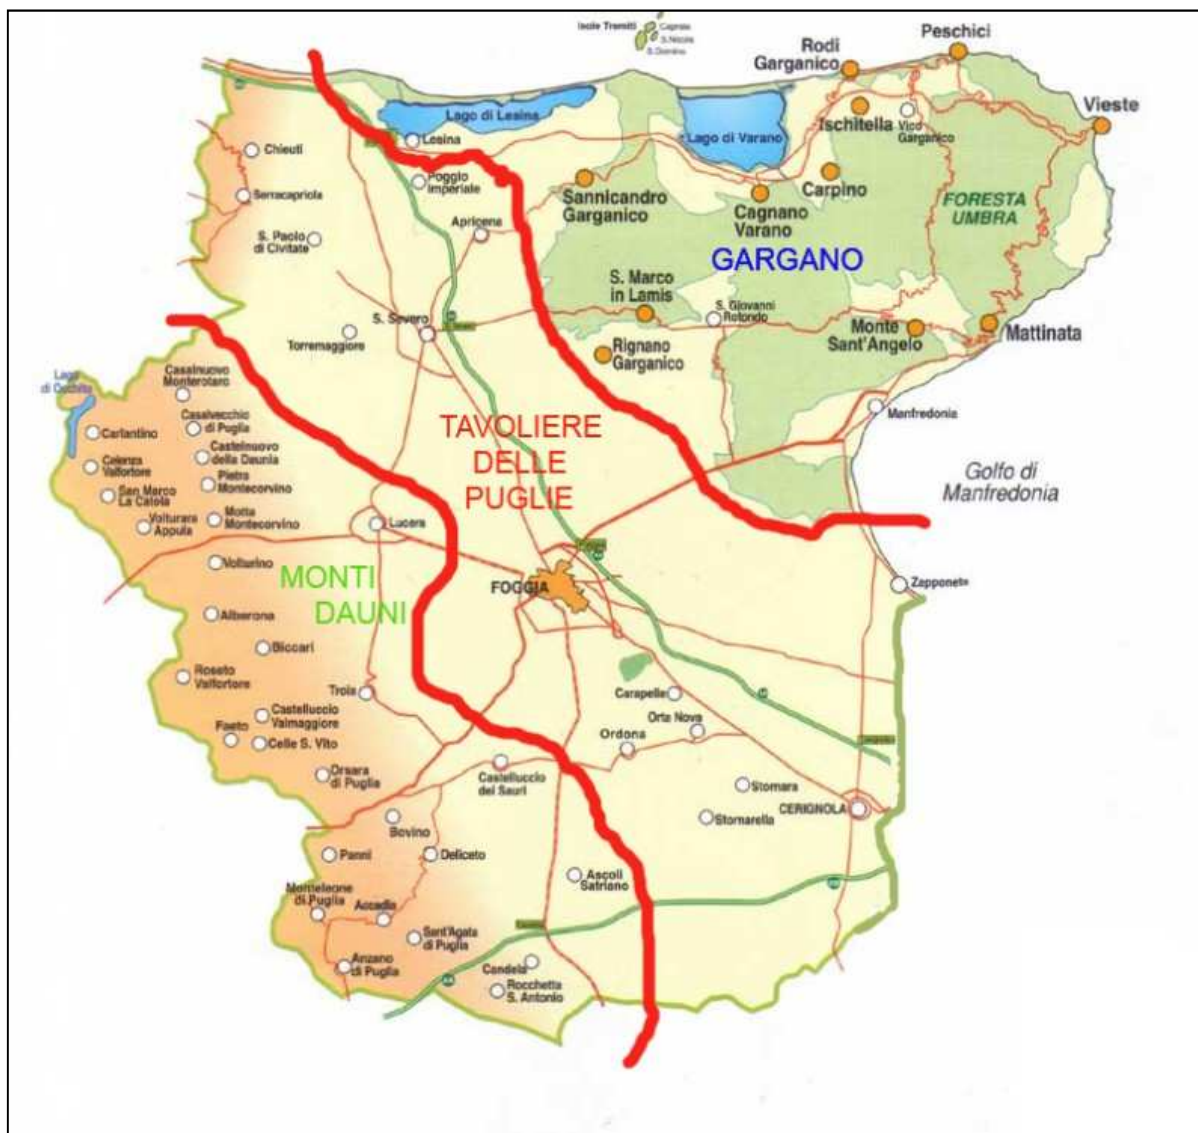 Isole Tremiti
Capraia
S. Nicola
S. Domino
Rodi
Garganico
Peschici
Vieste
Lago di Lesina
Lesina
Lago di Varano
Ischitella
Vico
Garganico
Chieuti
Poggio
Imperiale
Sannicandro
Garganico
Cagnano
Varano
Carpino
FORESTA
UMBRA
Serracapriola
Apricena
S. Paolo
di Civitate
GARGANO
S. Marco
in Lamis
S. Giovanni
Rotondo
Monte
Sant'Angelo
Mattinata
Torremaggiore
S. Severo
Rignano
Garganico
Lago
di Occhito
Casalnuovo
Monterotaro
Manfredonia
Carlantino
Casalvecchio
di Puglia
TAVOLIERE
DELLE
PUGLIE
Castelnuovo
della Daunia
Celenza
Valfortore
Pietra
Montecorvino
Golfo di
Manfredonia
San Marco
La Catola
Volturara
Appula
Motta
Montecorvino
Lucera
Volturino
MONTI
DAUNI
FOGGIA
Zapponeta
Alberona
Biccari
Roseto
Valfortore
Troia
Carapelle
Castelluccio
Valmaggiore
Faeto
Celle S. Vito
Orta Nova
Ordona
Orsara
di Puglia
Castelluccio
dei Sauri
Stornara
CERIGNOLA
Stornarella
Bovino
Panni
Deliceto
Ascoli
Satriano
Monteleone
di Puglia
Accadia
Sant'Agata
di Puglia
Anzano
di Puglia
Candela
Rocchetta
S. Antonio